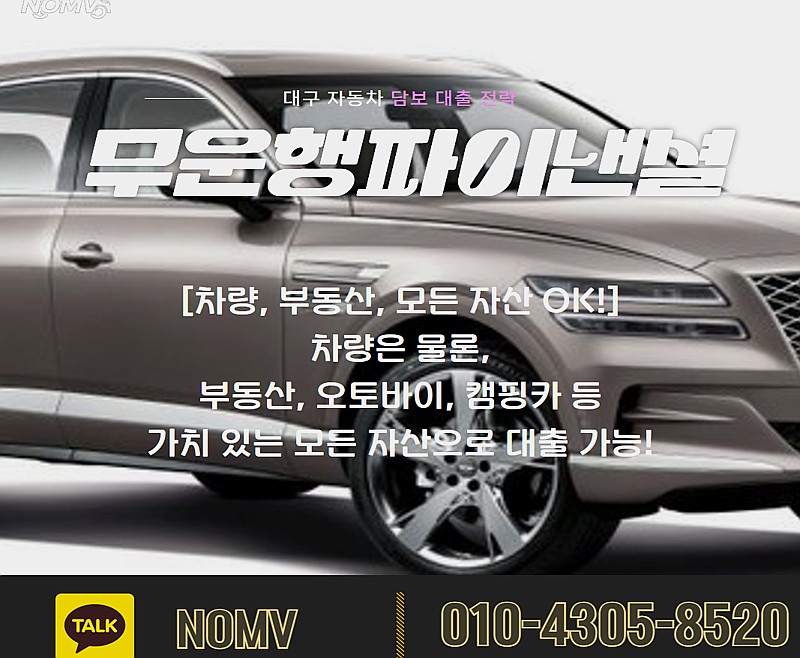 NOMV
대구 자동차 담보 대출 전략
무운행파이낸셜
[차량, 부동산, 모든 자산 OK!]
차량은 물론,
부동산, 오토바이, 캠핑카 등
가치 있는 모든 자산으로 대출 가능!
TALK
NOMV
010-4305-8520